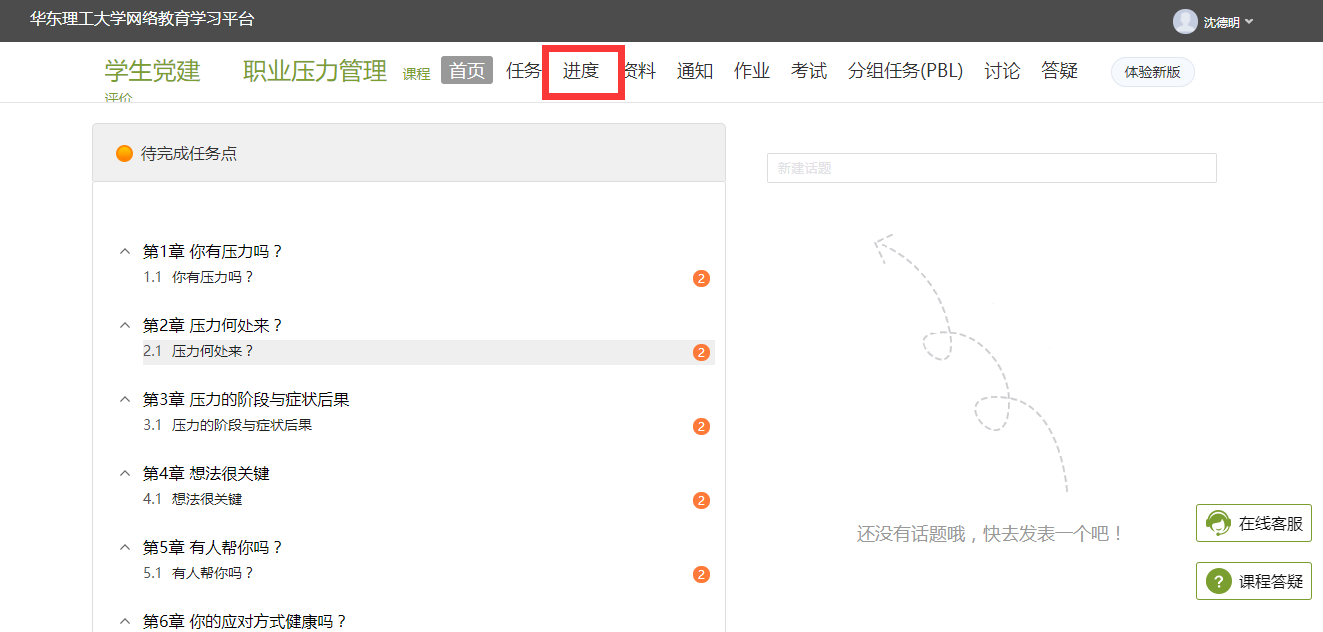 华东理工大学网络教育学习平台
沈德明
学生党建 职业压力管理 课程 首页 任务 进度 资料 通知 作业 考试 分组任务(PBL) 讨论 答疑 体验新版
评价
待完成任务点
新建话题
第1章 你有压力吗？
1.1 你有压力吗？ 2
第2章 压力何处来？
2.1 压力何处来？ 2
第3章 压力的阶段与症状后果
3.1 压力的阶段与症状后果 2
第4章 想法很关键
4.1 想法很关键 2
第5章 有人帮你吗？
5.1 有人帮你吗？ 2
第6章 你的应对方式健康吗？
还没有话题哦，快去发表一个吧！
在线客服
? 课程答疑